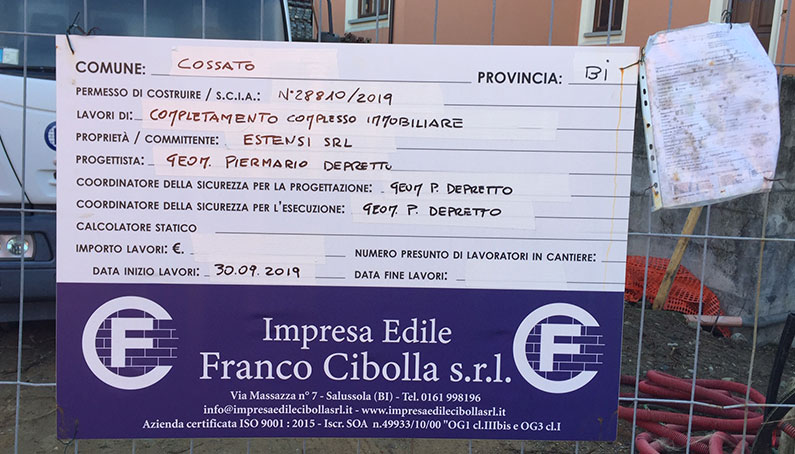 COMUNE: COSSATO PROVINCIA: Bi
PERMESSO DI COSTRUIRE / S.C.I.A.: N°28810/2019
LAVORI DI: COMPLETAMENTO COMPLESSO IMMOBILIARE
PROPRIETÀ / COMMITTENTE: ESTENSI SRL
PROGETTISTA: GEOM. PIERMARIO DEPRETTO
COORDINATORE DELLA SICUREZZA PER LA PROGETTAZIONE: GEOM P. DEPRETTO
COORDINATORE DELLA SICUREZZA PER L'ESECUZIONE: GEOM. P. DEPRETTO
CALCOLATORE STATICO
IMPORTO LAVORI: €. NUMERO PRESUNTO DI LAVORATORI IN CANTIERE:
DATA INIZIO LAVORI: 30.09.2019 DATA FINE LAVORI:
CF
Impresa Edile
Franco Cibolla s.r.l.
CF
Via Massazza n° 7 - Salussola (BI) - Tel. 0161 998196
info@impresaedilecibollasrl.it - www.impresaedilecibollasrl.it
Azienda certificata ISO 9001 : 2015 - Iscr. SOA n.49933/10/00 "OG1 cl.IIIbis e OG3 cl.I